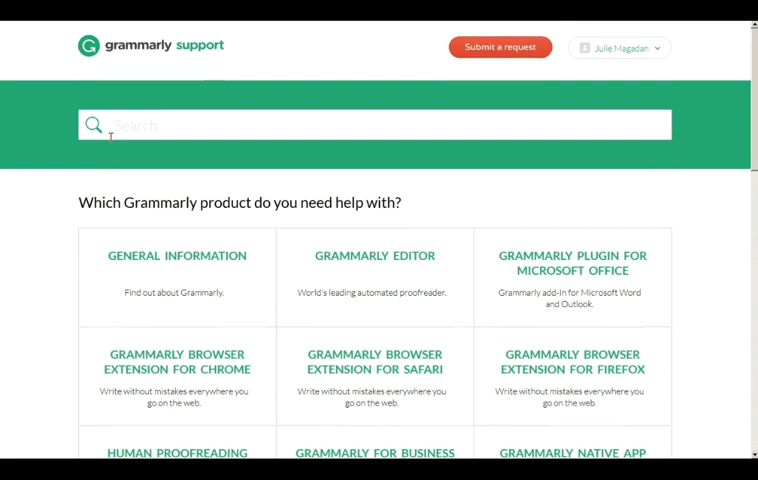 grammarly support
Submit a request
Julie Magadan
Search
Which Grammarly product do you need help with?
GENERAL INFORMATION
Find out about Grammarly.
GRAMMARLY EDITOR
World's leading automated proofreader.
GRAMMARLY PLUGIN FOR
MICROSOFT OFFICE
Grammarly add-In for Microsoft Word
and Outlook.
GRAMMARLY BROWSER
EXTENSION FOR CHROME
Write without mistakes everywhere you
go on the web.
GRAMMARLY BROWSER
EXTENSION FOR SAFARI
Write without mistakes everywhere you
go on the web.
GRAMMARLY BROWSER
EXTENSION FOR FIREFOX
Write without mistakes everywhere you
go on the web.
HUMAN PROOFREADING
GRAMMARLY FOR BUSINESS
GRAMMARLY NATIVE APP